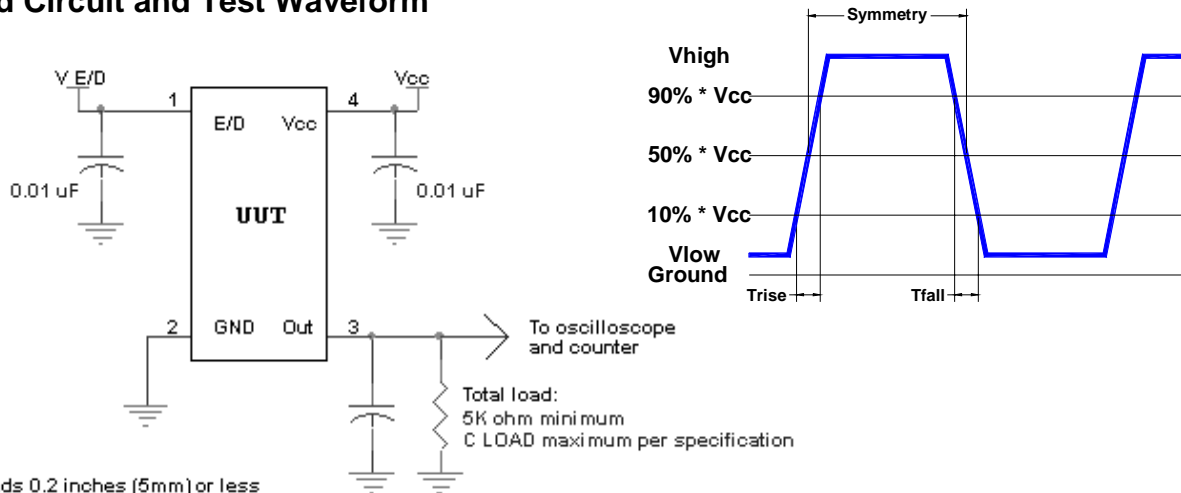 d Circuit and Test Waveform
V E/D
Vcc
1
4
E/D
Vcc
0.01 uF
0.01 uF
UUT
2
GND
Out
3
To oscilloscope
and counter
Total load:
5K ohm minimum
C LOAD maximum per specification
ds 0.2 inches (5mm) or less
Symmetry
Vhigh
90% * Vcc
50% * Vcc
10% * Vcc
Vlow
Ground
Trise
Tfall